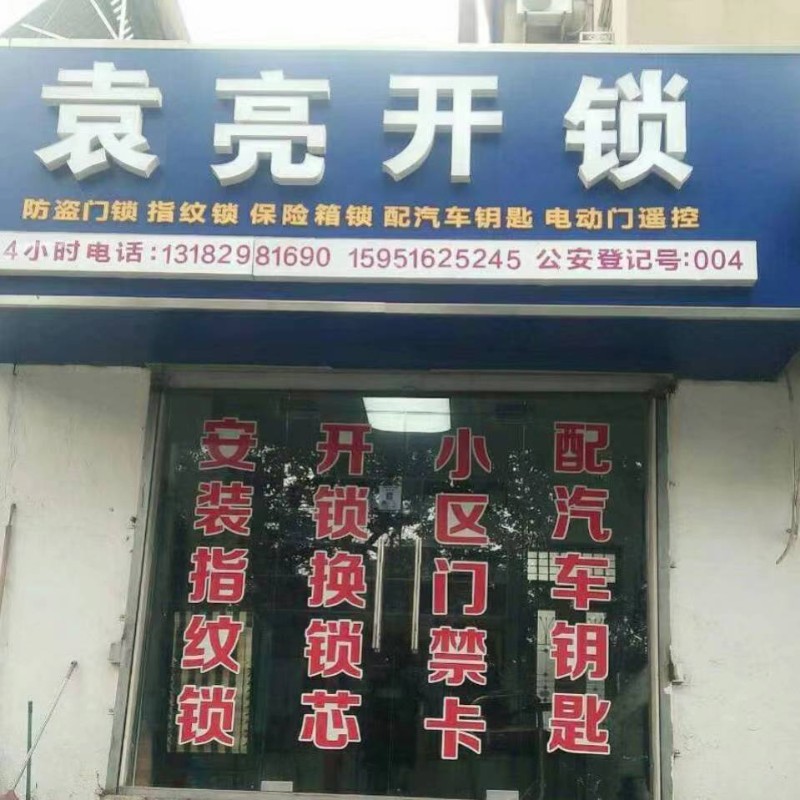 袁亮开锁
防盗门锁 指纹锁 保险箱锁 配汽车钥匙 电动门遥控
4小时电话:13182981690 15951625245 公安登记号:004
安装指纹锁
开锁换锁芯
小区门禁卡
配汽车钥匙